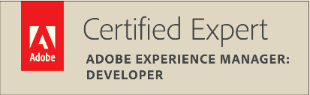 Adobe
Certified Expert
ADOBE EXPERIENCE MANAGER:
DEVELOPER